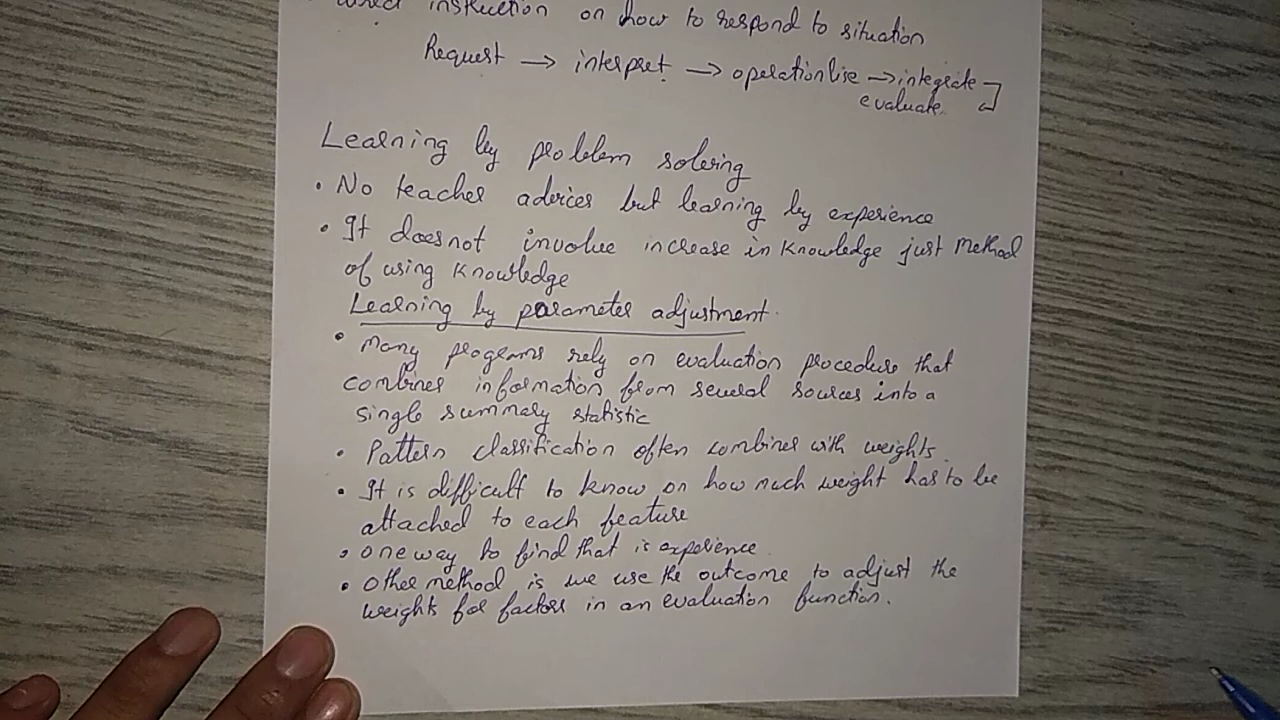 direct instruction on how to respond to situation
Request → interpret → operationlise → integrate
evaluate.
Learning by problem solving
• No teacher advices but learning by experience
• It does not involve increase in knowledge just Method
of using knowledge
Learning by parameter adjustment.
• Many programs rely on evaluation procedure that
combines information from several sources into a
single summary statistic
• Pattern classification often combines with weights.
• It is difficult to know on how much weight has to be
attached to each feature
• one way to find that is experience
• Other method is we use the outcome to adjust the
weights for factors in an evaluation function.